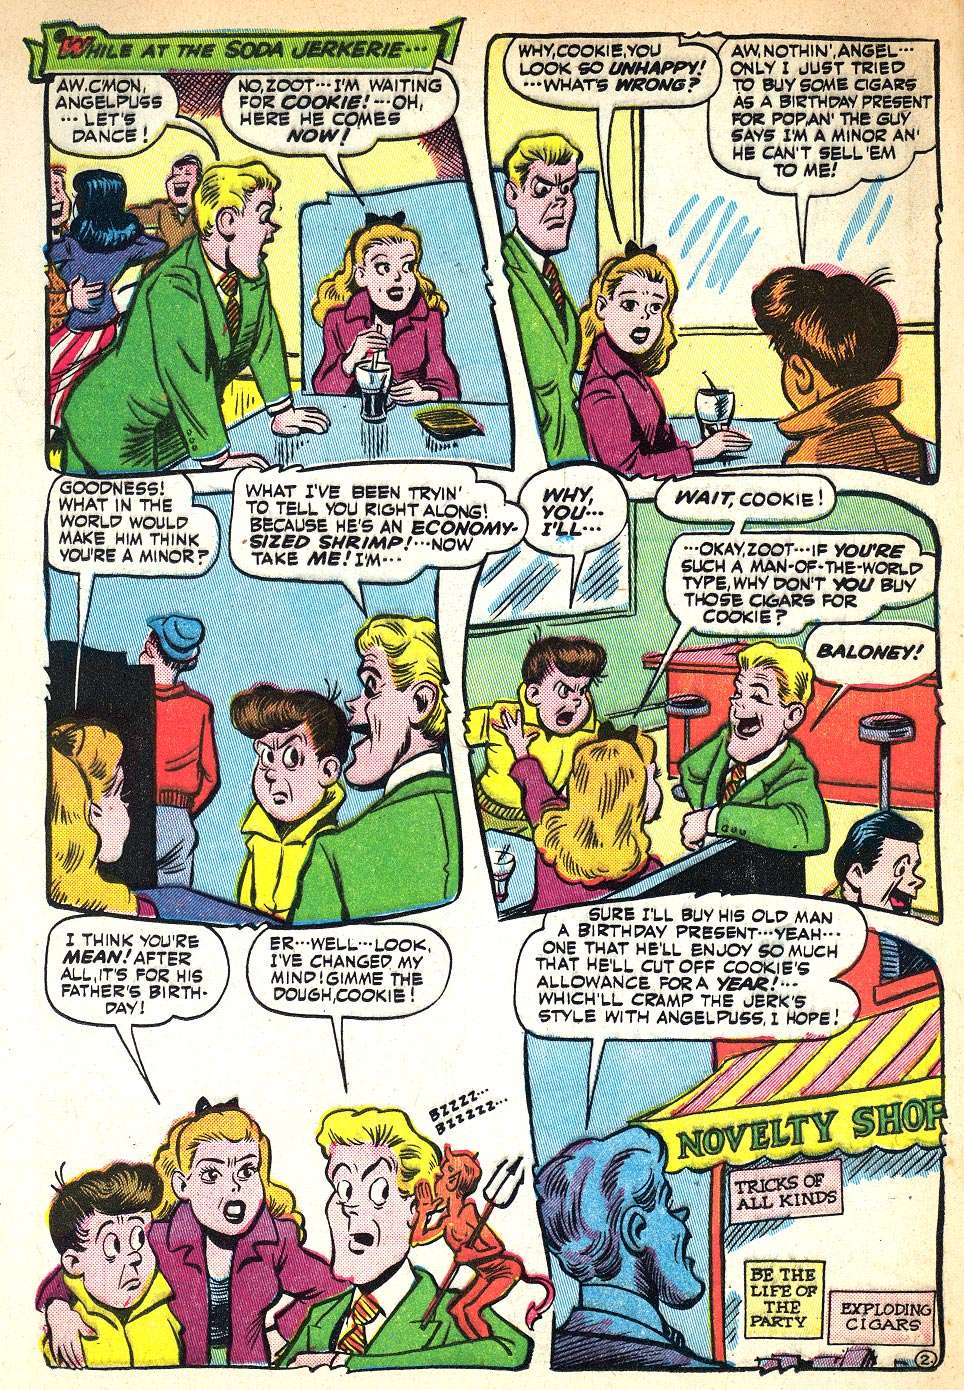 WHILE AT THE SODA JERKERIE...
AW, C'MON,
ANGELPUSS
... LET'S
DANCE!
NO, ZOOT... I'M WAITING
FOR COOKIE! ... OH,
HERE HE COMES
NOW!
WHY, COOKIE, YOU
LOOK SO UNHAPPY!
...WHAT'S WRONG?
AW, NOTHIN', ANGEL...
ONLY I JUST TRIED
TO BUY SOME CIGARS
AS A BIRTHDAY PRESENT
FOR POP, AN' THE GUY
SAYS I'M A MINOR AN'
HE CAN'T SELL 'EM
TO ME!
GOODNESS!
WHAT IN THE
WORLD WOULD
MAKE HIM THINK
YOU'RE A MINOR?
WHAT I'VE BEEN TRYIN'
TO TELL YOU RIGHT ALONG!
BECAUSE HE'S AN ECONOMY-
SIZED SHRIMP! ...NOW
TAKE ME! I'M...
WHY,
YOU...
I'LL...
WAIT, COOKIE!
...OKAY, ZOOT...IF YOU'RE
SUCH A MAN-OF-THE-WORLD
TYPE, WHY DON'T YOU BUY
THOSE CIGARS FOR
COOKIE?
BALONEY!
I THINK YOU'RE
MEAN! AFTER
ALL, IT'S FOR HIS
FATHER'S BIRTH-
DAY!
ER...WELL...LOOK,
I'VE CHANGED MY
MIND! GIMME THE
DOUGH, COOKIE!
BZZZZ...
BZZZZZ...
SURE I'LL BUY HIS OLD MAN
A BIRTHDAY PRESENT...YEAH...
ONE THAT HE'LL ENJOY SO MUCH
THAT HE'LL CUT OFF COOKIE'S
ALLOWANCE FOR A YEAR! ...
WHICH'LL CRAMP THE JERK'S
STYLE WITH ANGELPUSS, I HOPE!
NOVELTY SHOP
TRICKS OF
ALL KINDS
BE THE
LIFE OF
THE
PARTY
EXPLODING
CIGARS
2.